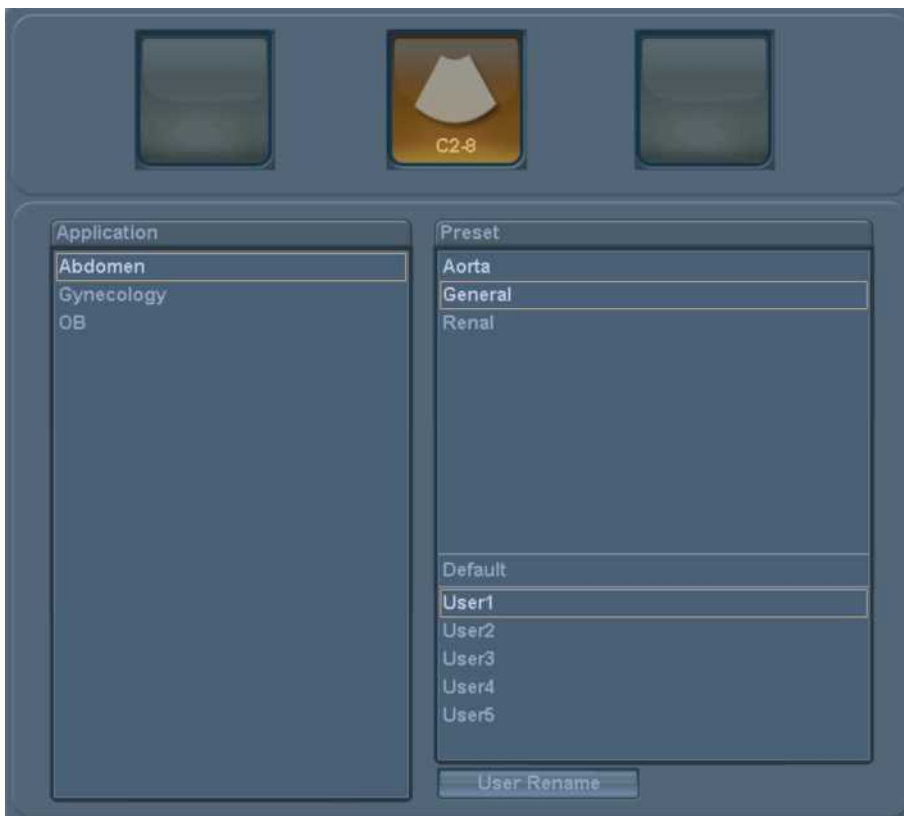 C2-8
Application
Abdomen
Gynecology
OB
Preset
Aorta
General
Renal
Default
User1
User2
User3
User4
User5
User Rename